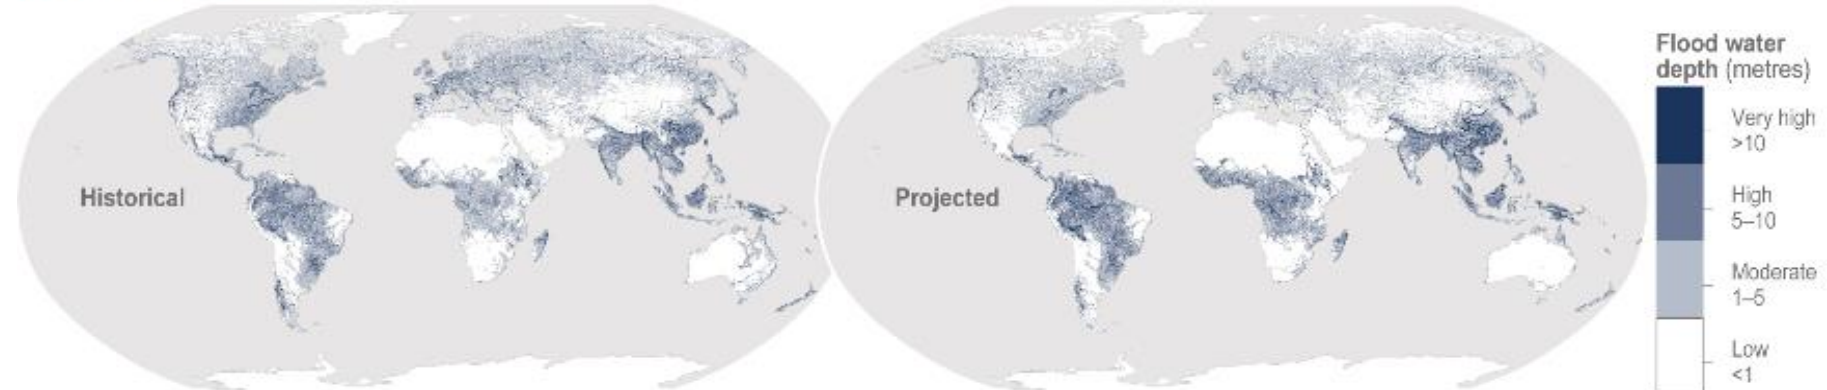 Historical
Projected
Flood water
depth (metres)
Very high
>10
High
5–10
Moderate
1–5
Low
<1